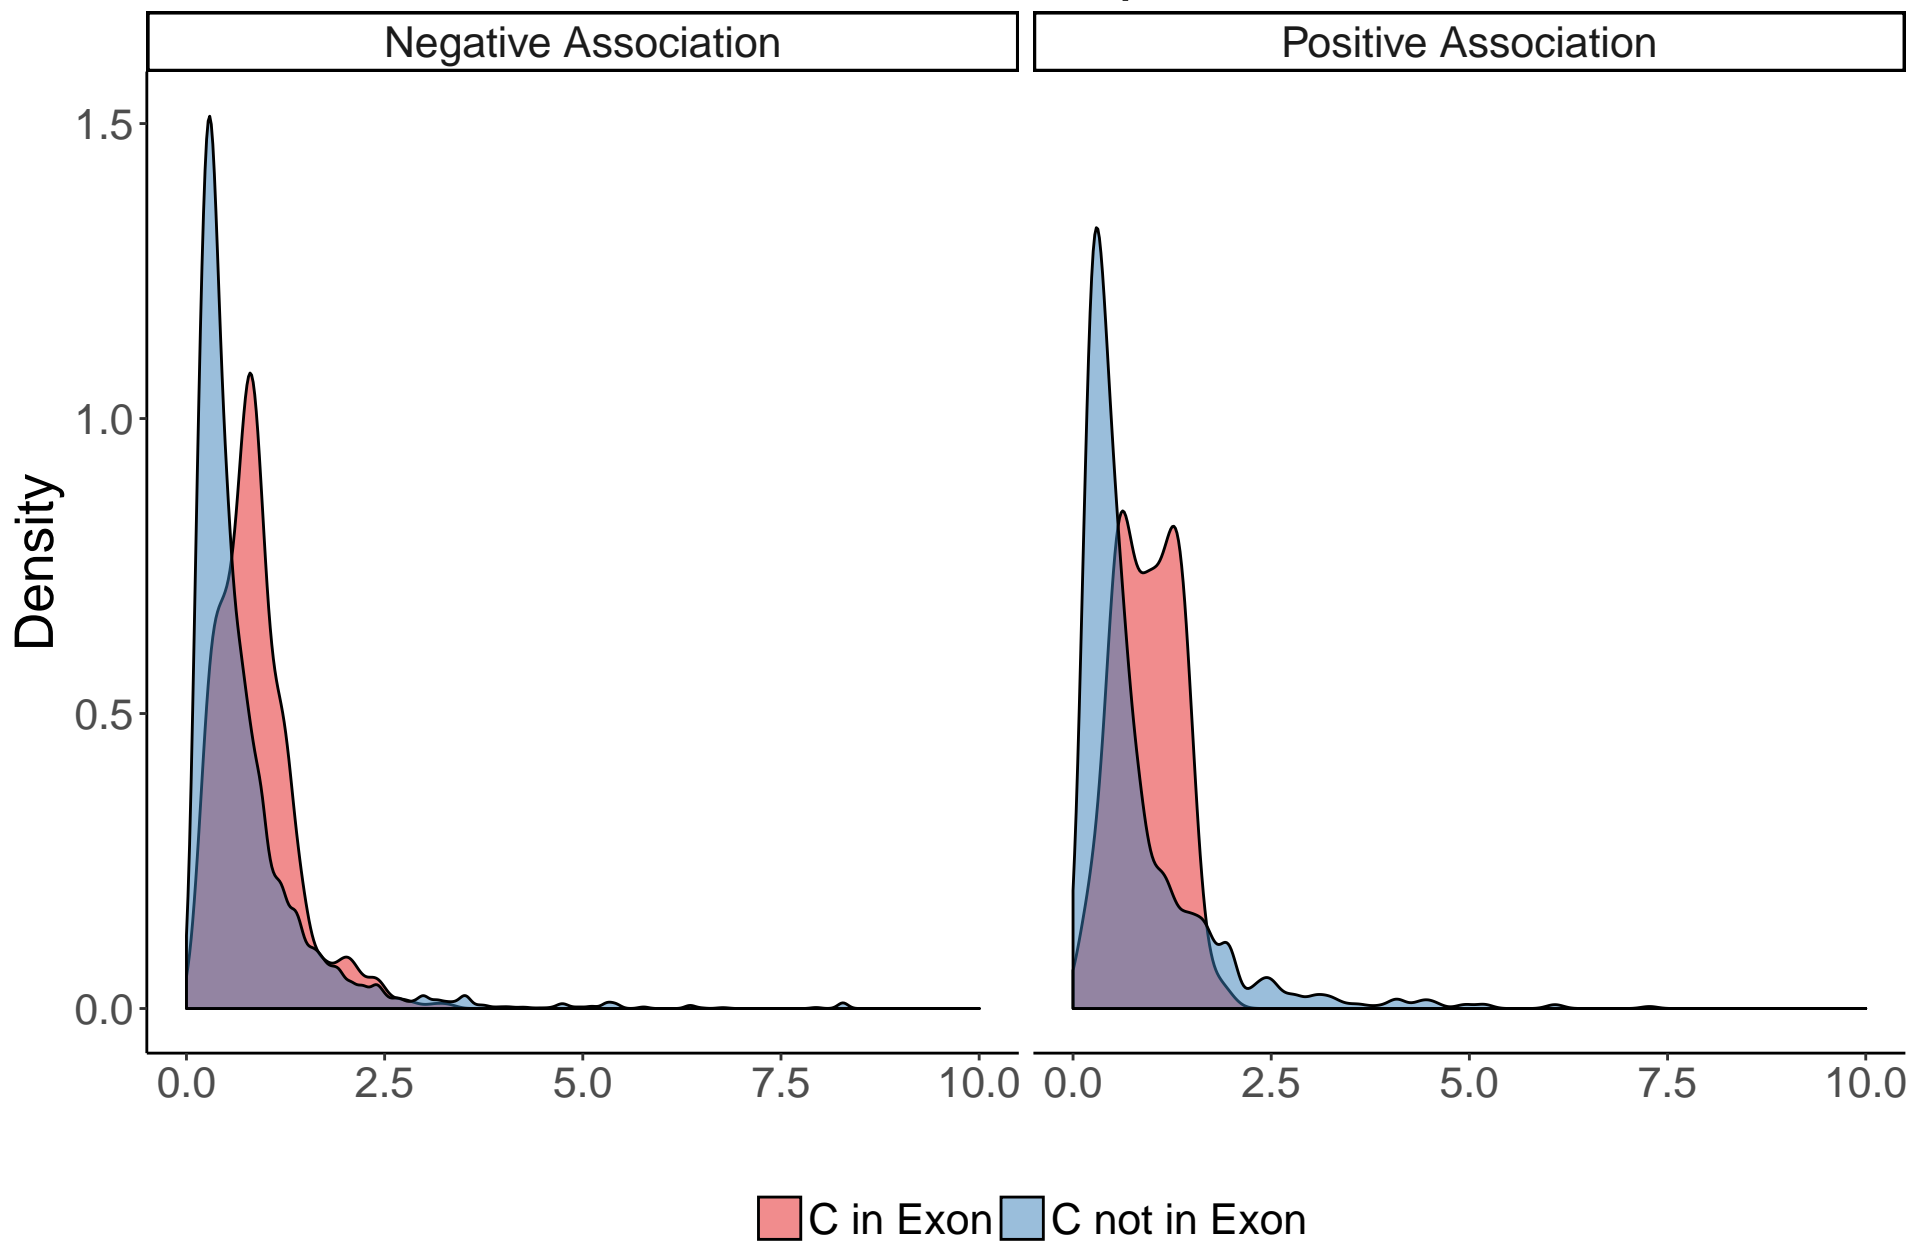 Negative Association
Positive Association
1.5
1.0
0.5
0.0
Density
0.0 2.5 5.0 7.5 10.0
0.0 2.5 5.0 7.5 10.0
C in Exon
C not in Exon